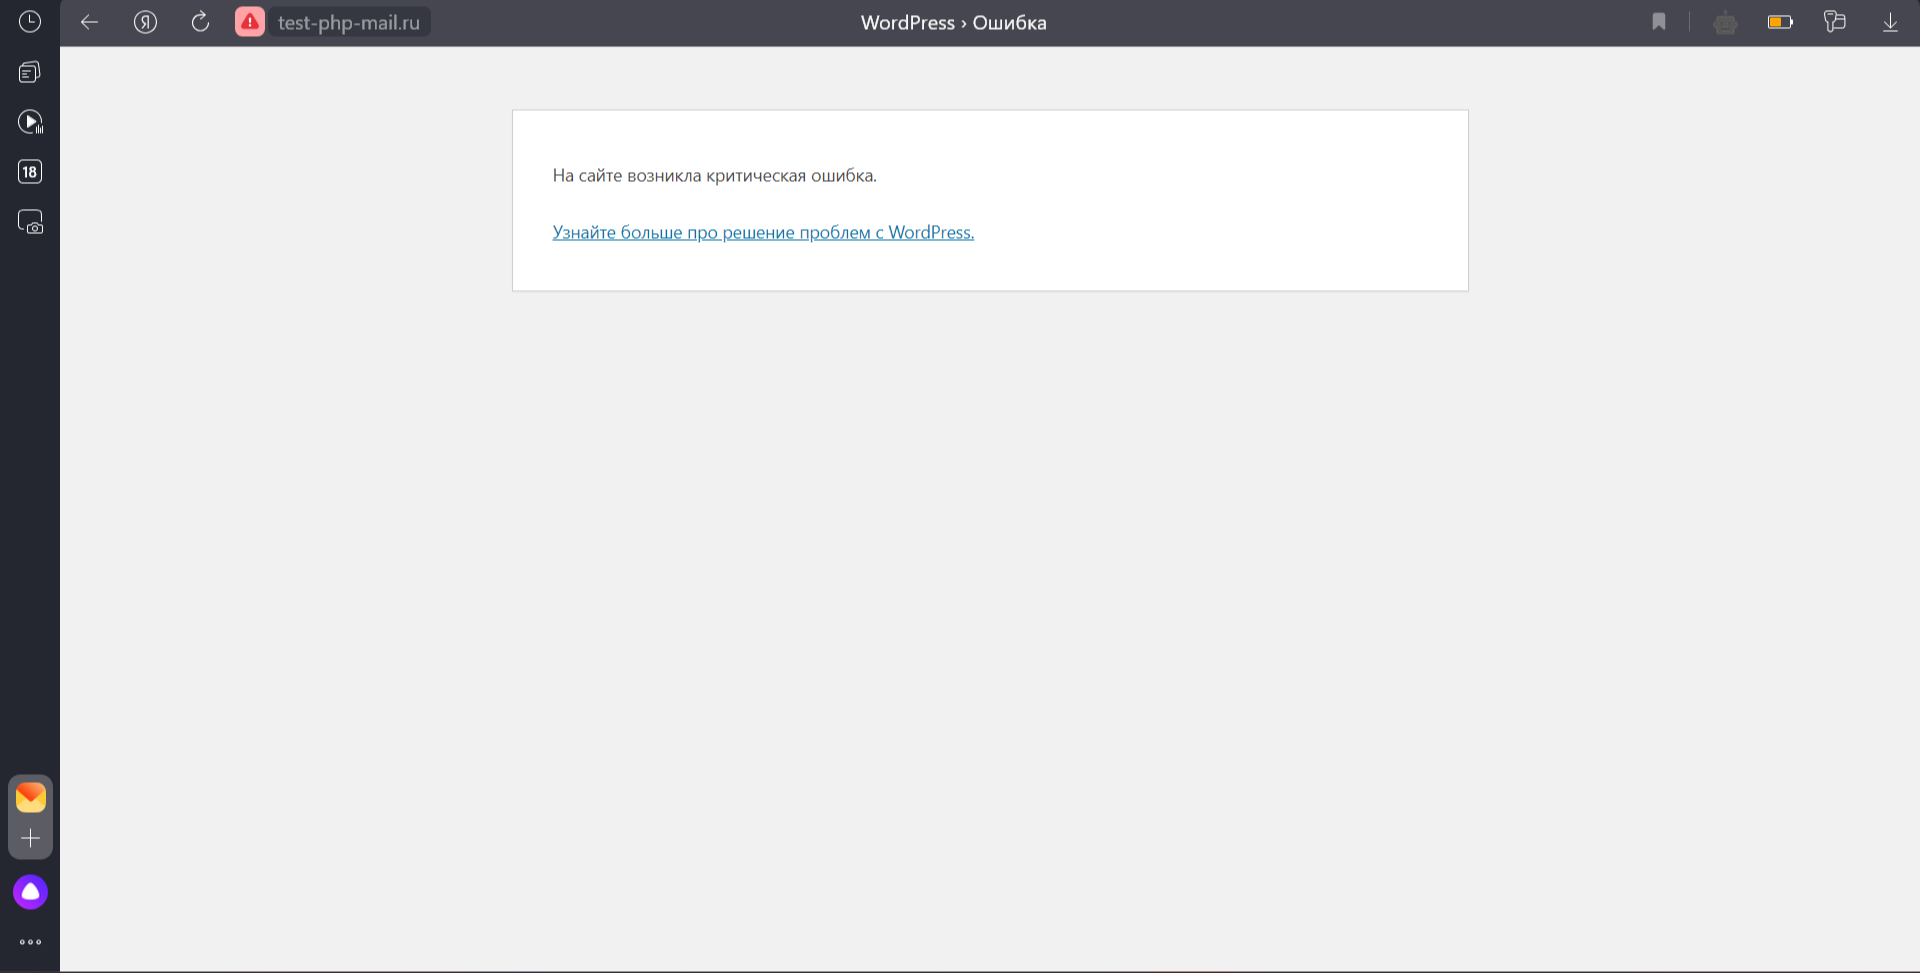 test-php-mail.ru
WordPress › Ошибка
Я
18
На сайте возникла критическая ошибка.
Узнайте больше про решение проблем с WordPress.